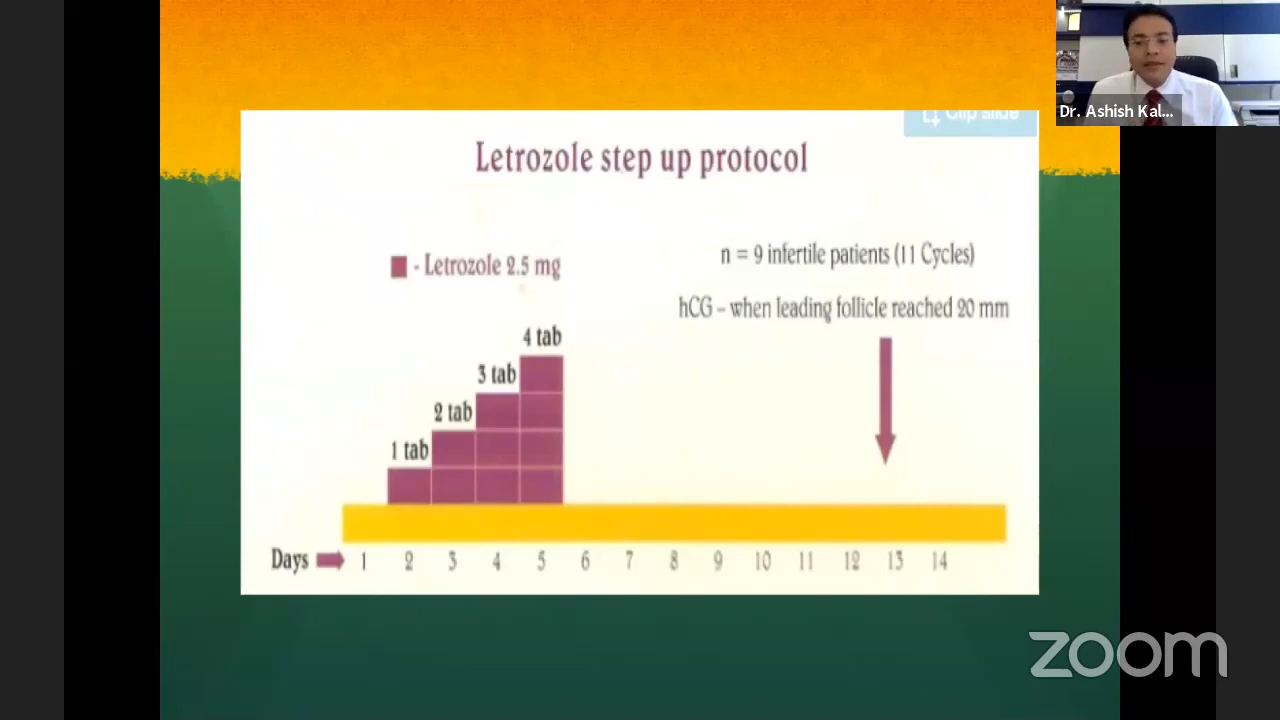 Clip slide
Dr. Ashish Kal...
Letrozole step up protocol
- Letrozole 2.5 mg
n = 9 infertile patients (11 Cycles)
hCG – when leading follicle reached 20 mm
4 tab
3 tab
2 tab
1 tab
Days 1 2 3 4 5 6 7 8 9 10 11 12 13 14
zoom